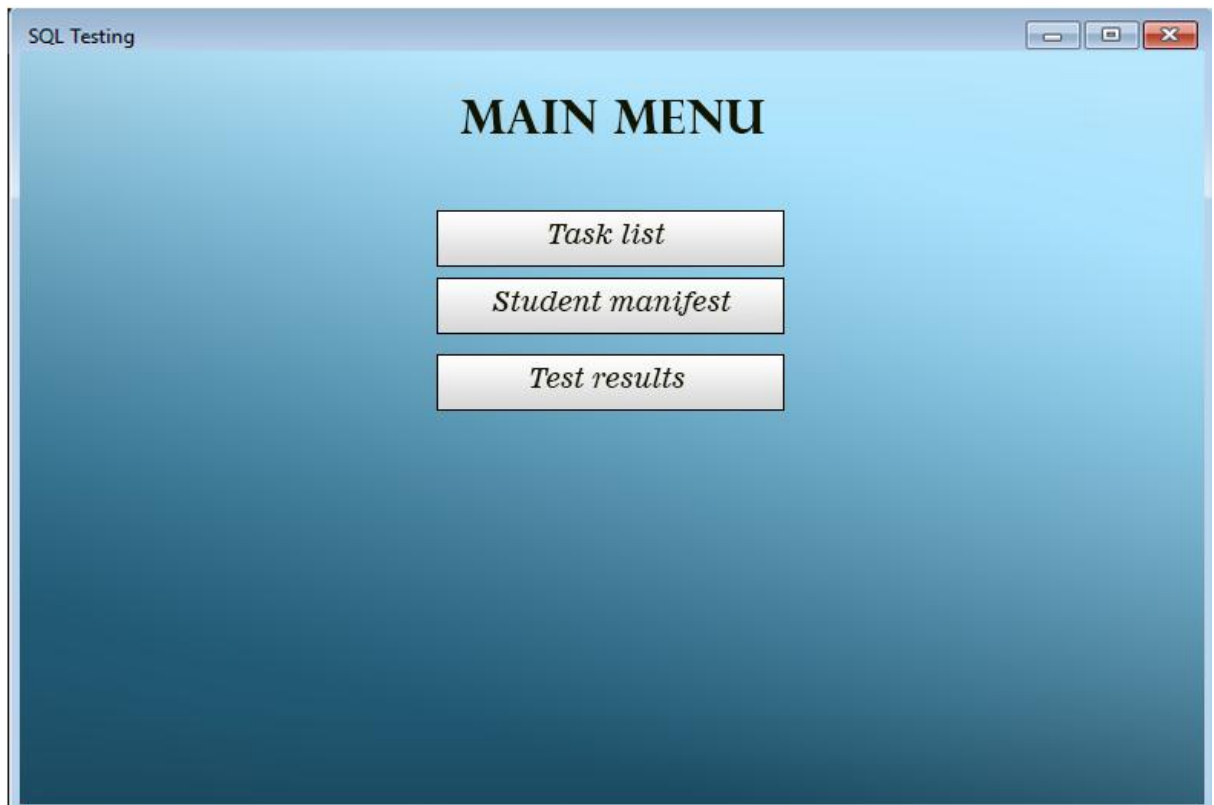 SQL Testing
MAIN MENU
Task list
Student manifest
Test results